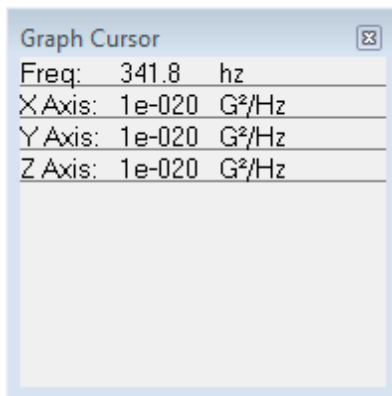 Graph Cursor
Freq: 341.8 hz
X Axis: 1e-020 G²/Hz
Y Axis: 1e-020 G²/Hz
Z Axis: 1e-020 G²/Hz